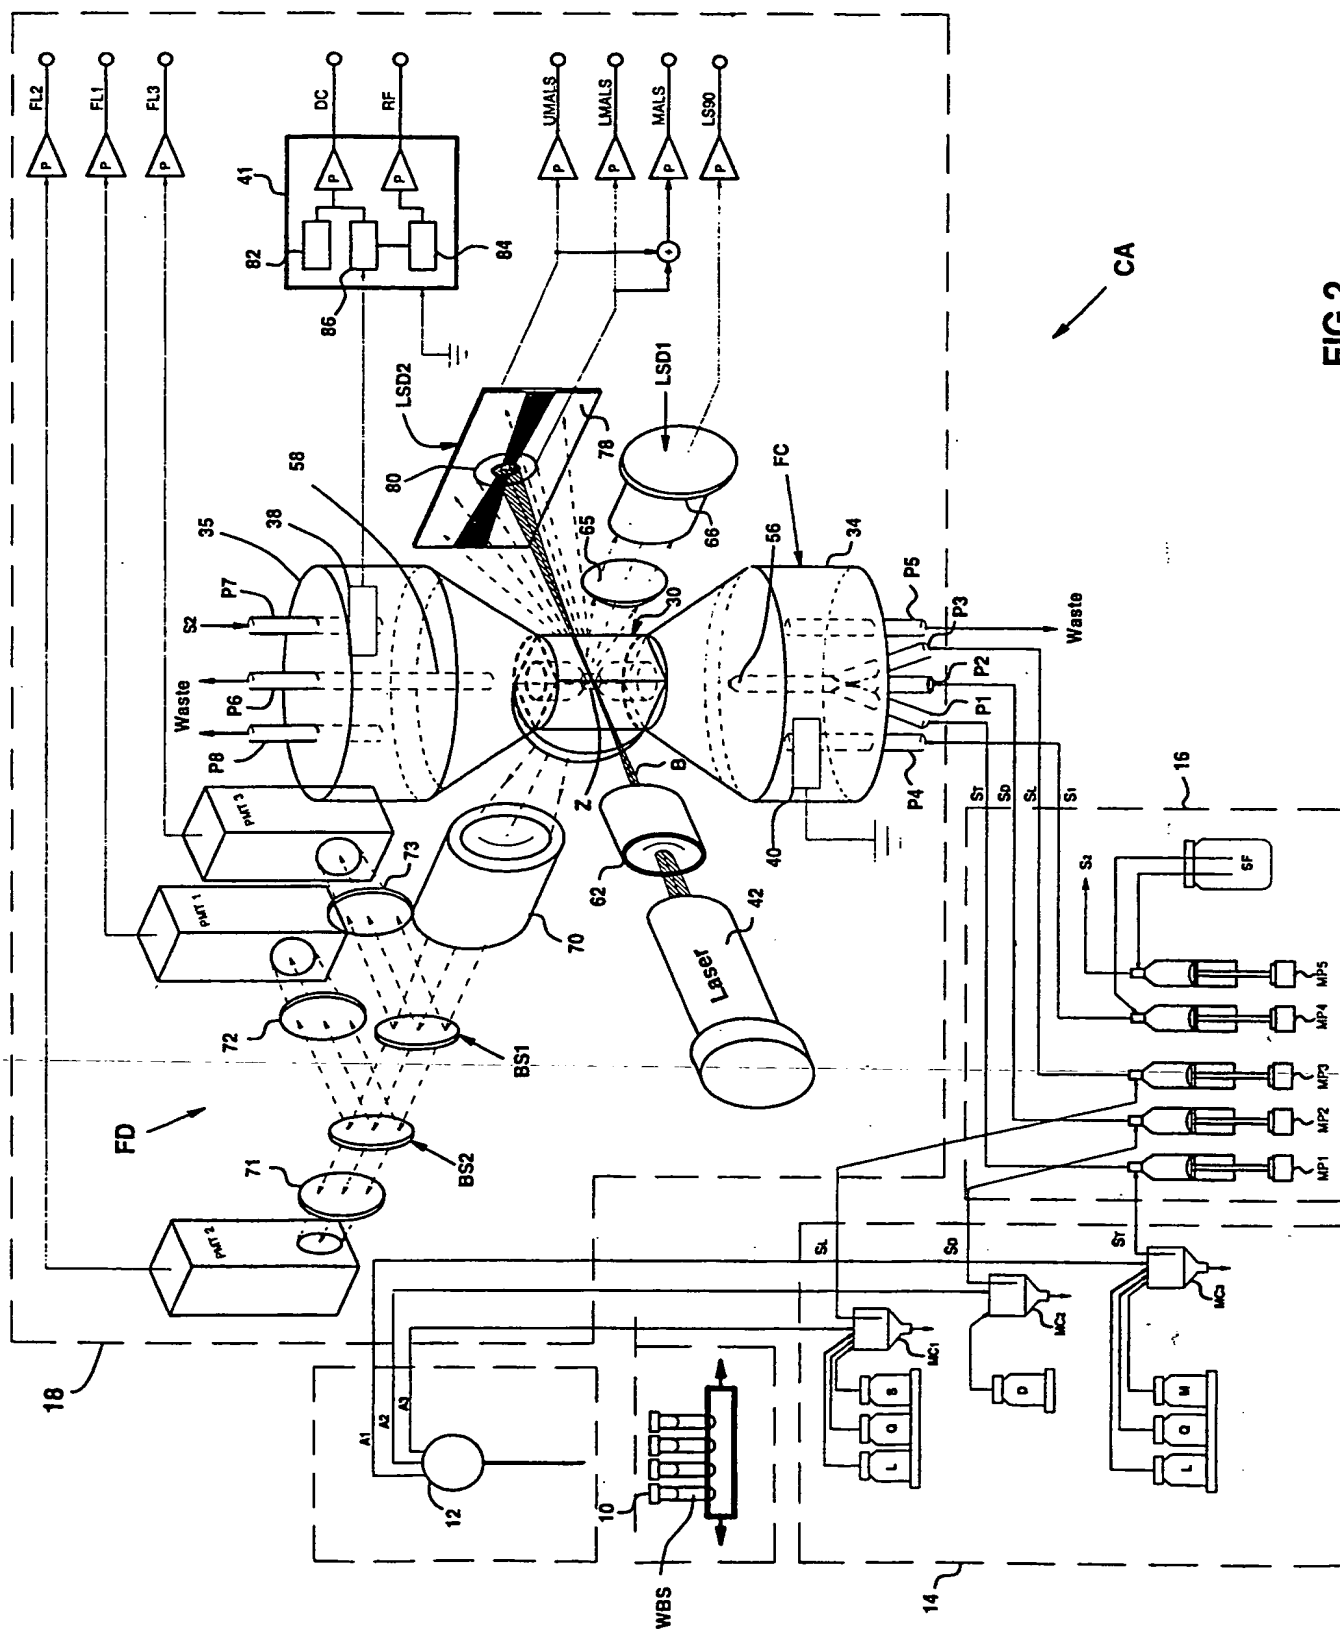 FL2
FL1
FL3
DC
RF
UMALS
LMALS
MALS
LS90
P
P
P
P
P
P
P
P
P
41
82
86
84
+
CA
FIG 2
LSD2
58
80
78
LSD1
66
65
35
38
P7
S2
Waste
P6
P8
30
56
FC
34
P5
P3
Waste
P2
P1
P4
Z
B
40
62
42
Laser
70
73
PMT 3
PMT 1
72
BS1
FD
BS2
71
PMT 2
ST
SD
SL
S1
16
S2
SF
MP5
MP4
MP3
MP2
MP1
18
SL
SD
ST
A1
A2
A3
12
10
WBS
14
MC1
MC2
MC3
S
Q
L
D
M
Q
L